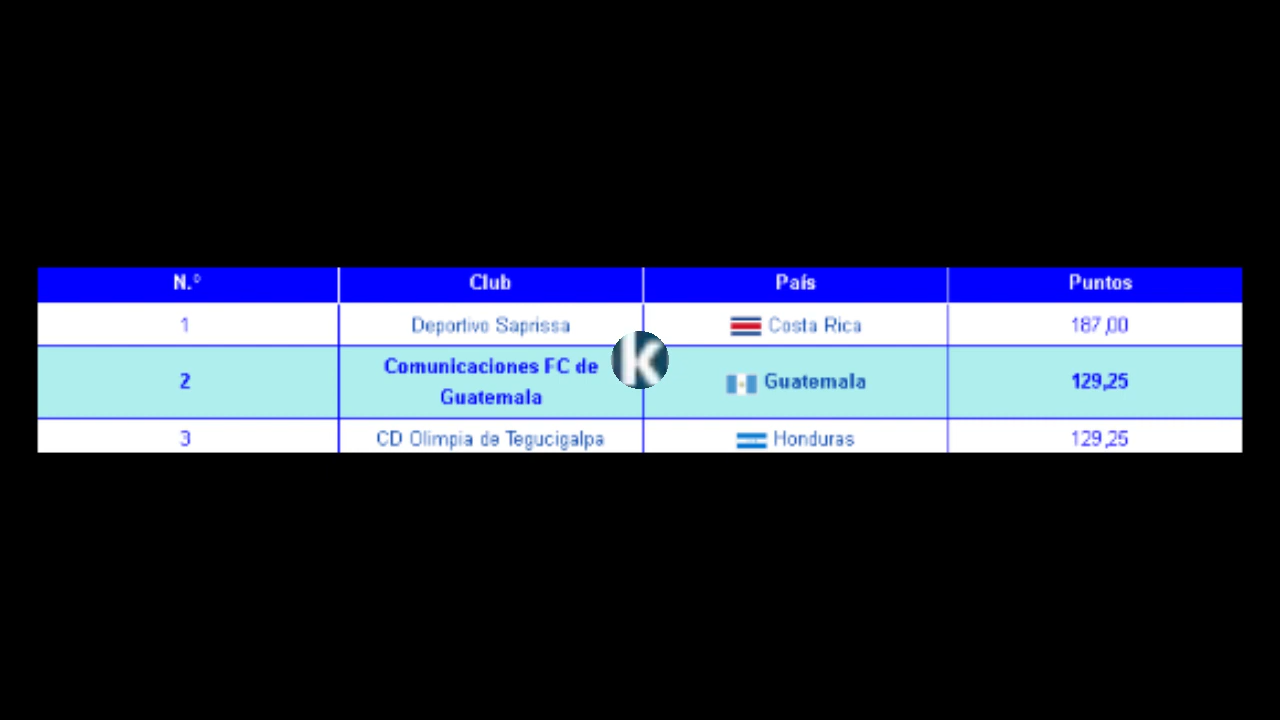 N.º Club País Puntos
1 Deportivo Saprissa Costa Rica 187,00
Comunicaciones FC de
2 Guatemala 129,25
Guatemala
3 CD Olimpia de Tegucigalpa Honduras 129,25
k